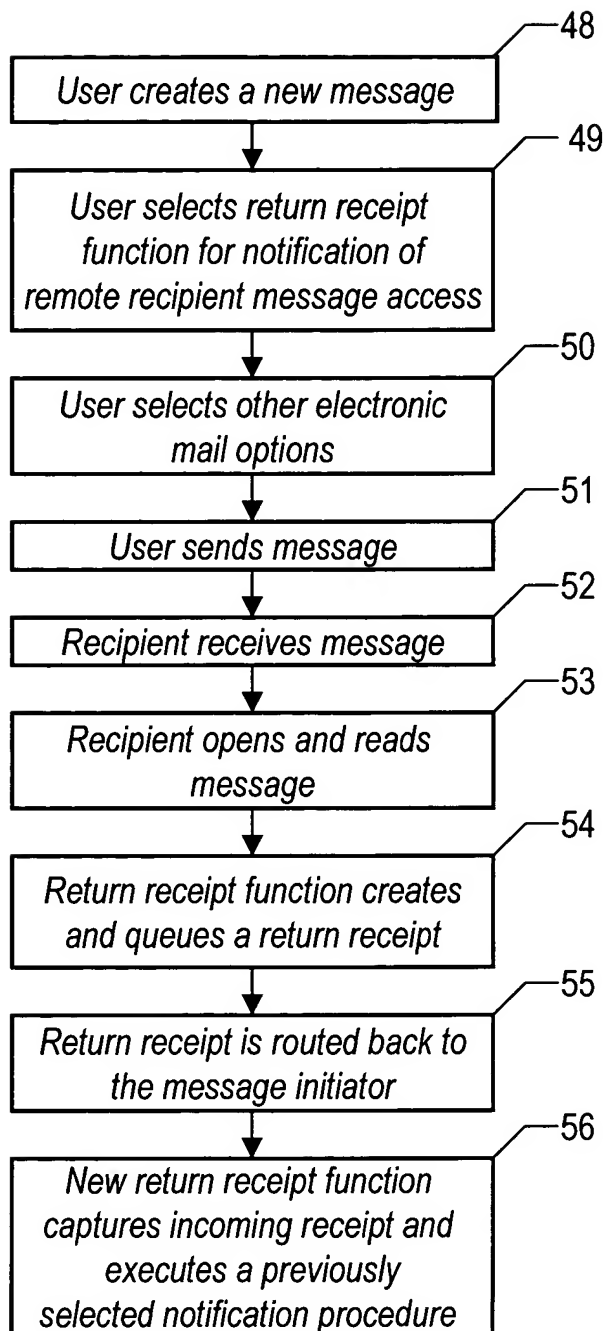 48
User creates a new message
49
User selects return receipt
function for notification of
remote recipient message access
50
User selects other electronic
mail options
51
User sends message
52
Recipient receives message
53
Recipient opens and reads
message
54
Return receipt function creates
and queues a return receipt
55
Return receipt is routed back to
the message initiator
56
New return receipt function
captures incoming receipt and
executes a previously
selected notification procedure